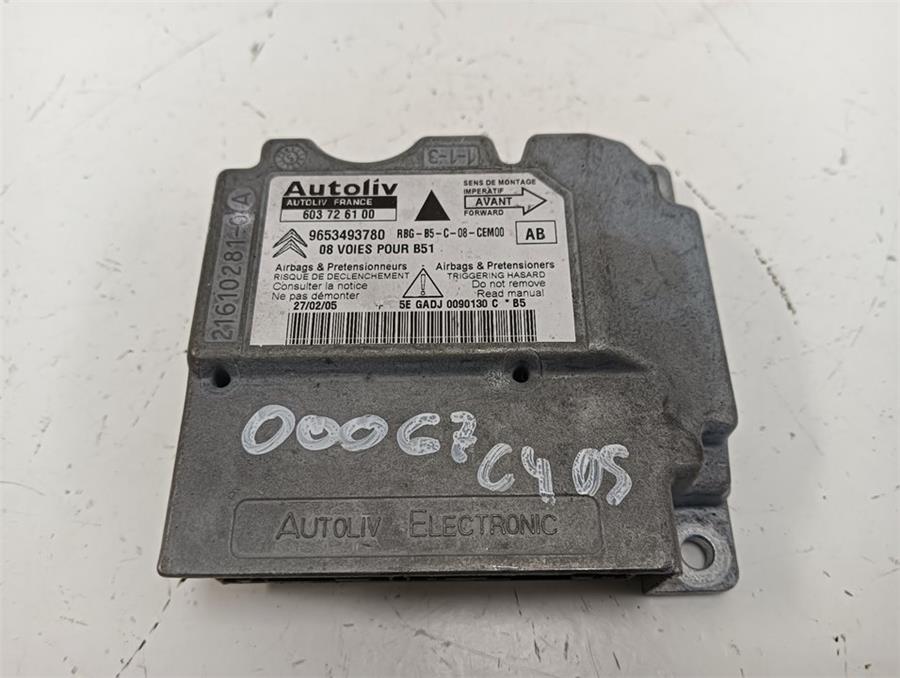 1-1-3
21610281-0A
Autoliv
AUTOLIV FRANCE
603 72 61 00
SENS DE MONTAGE
IMPERATIF
AVANT
FORWARD
9653493780 RBG-B5-C-08-CEM00 AB
08 VOIES POUR B51
Airbags & Pretensionneurs
RISQUE DE DECLENCHEMENT
Consulter la notice
Ne pas démonter
Airbags & Pretensioners
TRIGGERING HASARD
Do not remove
Read manual
27/02/05 5E GADJ 0090130 C * B5
000G7
C4 05
AUTOLIV ELECTRONIC